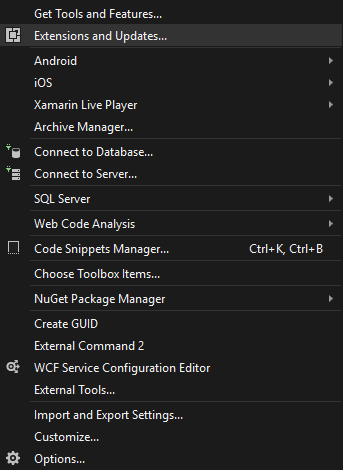 Get Tools and Features...
Extensions and Updates...
Android
iOS
Xamarin Live Player
Archive Manager...
Connect to Database...
Connect to Server...
SQL Server
Web Code Analysis
Code Snippets Manager... Ctrl+K, Ctrl+B
Choose Toolbox Items...
NuGet Package Manager
Create GUID
External Command 2
WCF Service Configuration Editor
External Tools...
Import and Export Settings...
Customize...
Options...